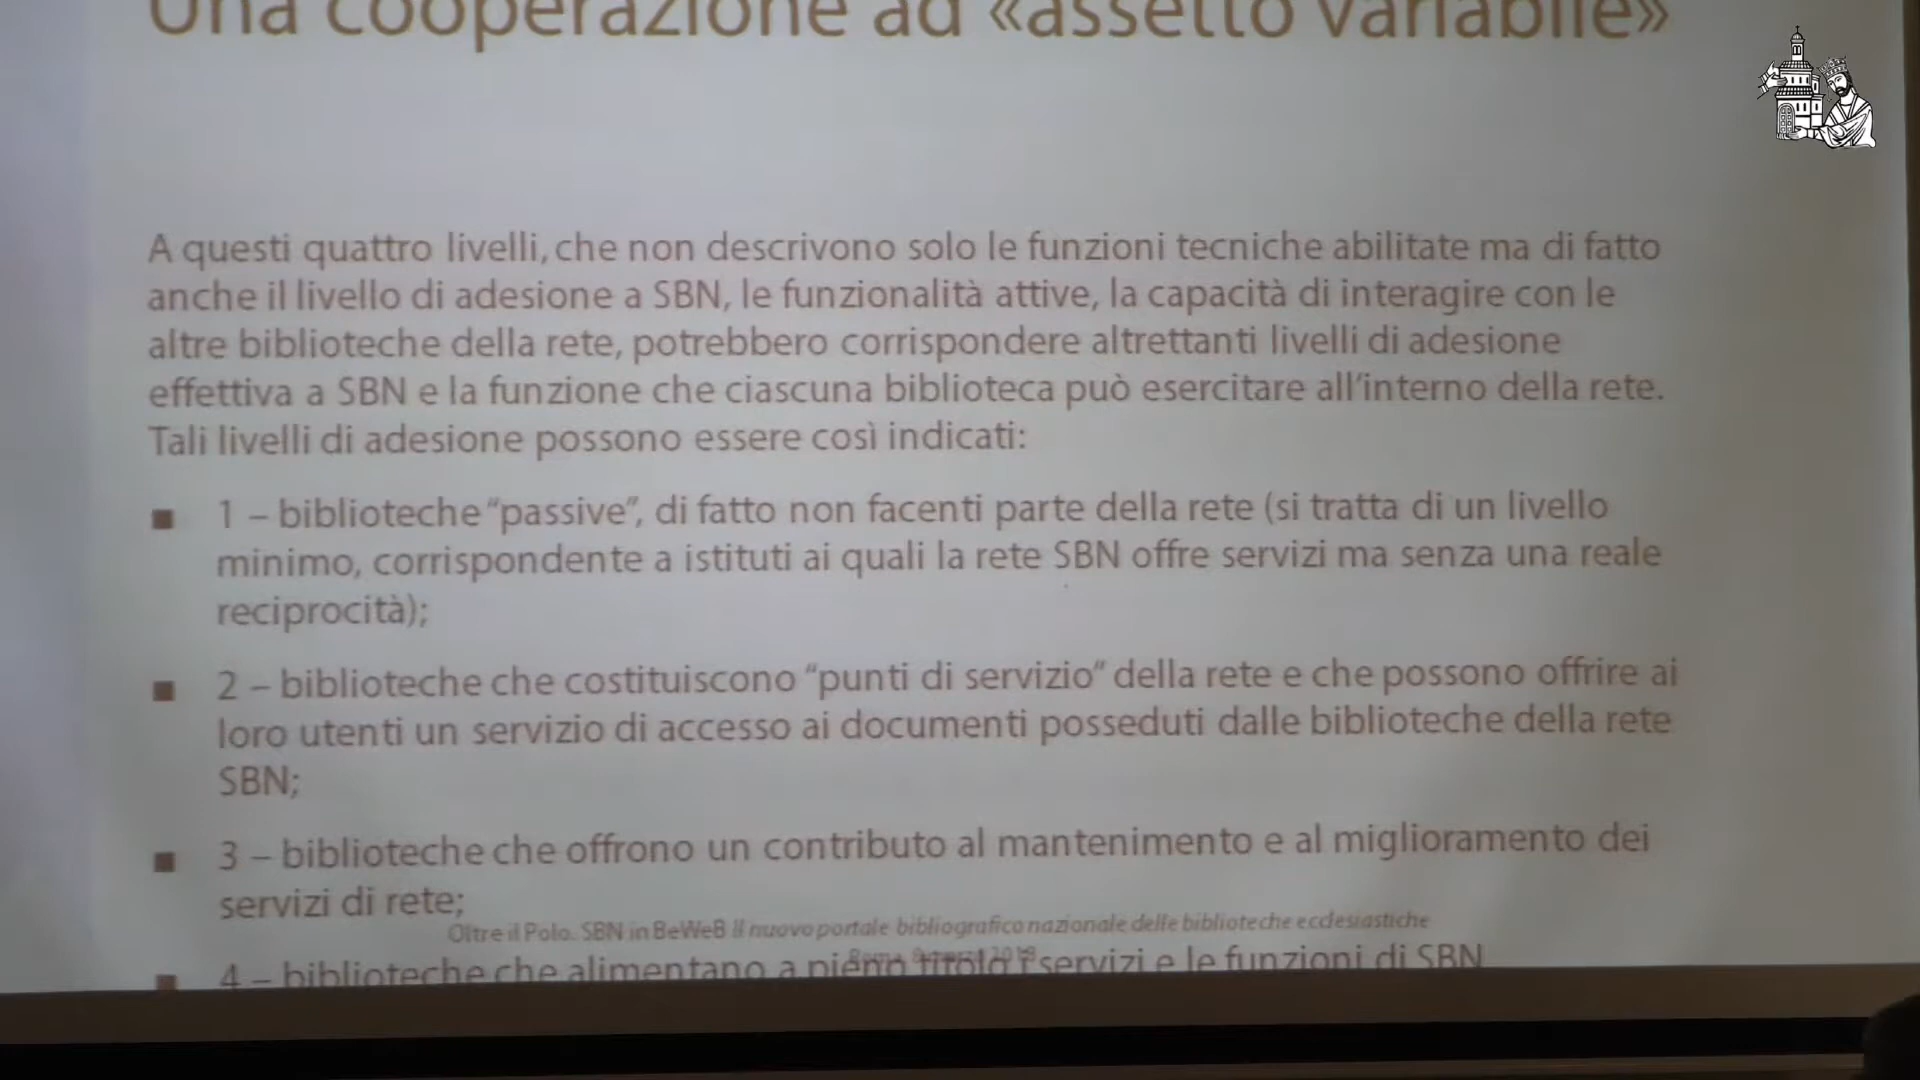 Una cooperazione ad «assetto variabile»
A questi quattro livelli, che non descrivono solo le funzioni tecniche abilitate ma di fatto
anche il livello di adesione a SBN, le funzionalità attive, la capacità di interagire con le
altre biblioteche della rete, potrebbero corrispondere altrettanti livelli di adesione
effettiva a SBN e la funzione che ciascuna biblioteca può esercitare all'interno della rete.
Tali livelli di adesione possono essere così indicati:
■ 1 – biblioteche “passive”, di fatto non facenti parte della rete (si tratta di un livello
minimo, corrispondente a istituti ai quali la rete SBN offre servizi ma senza una reale
reciprocità);
■ 2 – biblioteche che costituiscono “punti di servizio” della rete e che possono offrire ai
loro utenti un servizio di accesso ai documenti posseduti dalle biblioteche della rete
SBN;
■ 3 – biblioteche che offrono un contributo al mantenimento e al miglioramento dei
servizi di rete;
Oltre il Polo. SBN in BeWeB Il nuovo portale bibliografico nazionale delle biblioteche ecclesiastiche
■ 4 – biblioteche che alimentano a pieno titolo i servizi e le funzioni di SBN